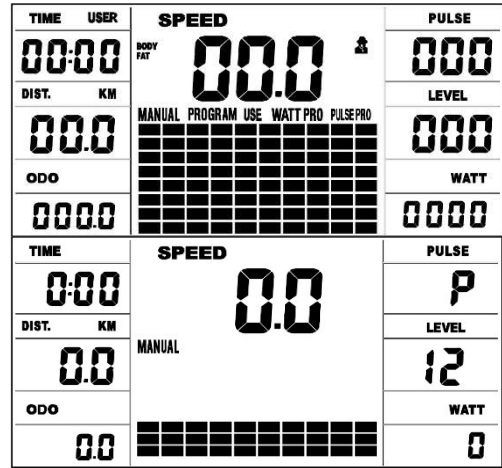 TIME USER SPEED PULSE
BODY FAT
00:00 00.0 000
DIST. KM LEVEL
MANUAL PROGRAM USE WATT PRO PULSE PRO
00.0 000
ODO WATT
000.0 0000
TIME SPEED PULSE
0:00 0.0 P
DIST. KM LEVEL
MANUAL
0.0 12
ODO WATT
0.0 0